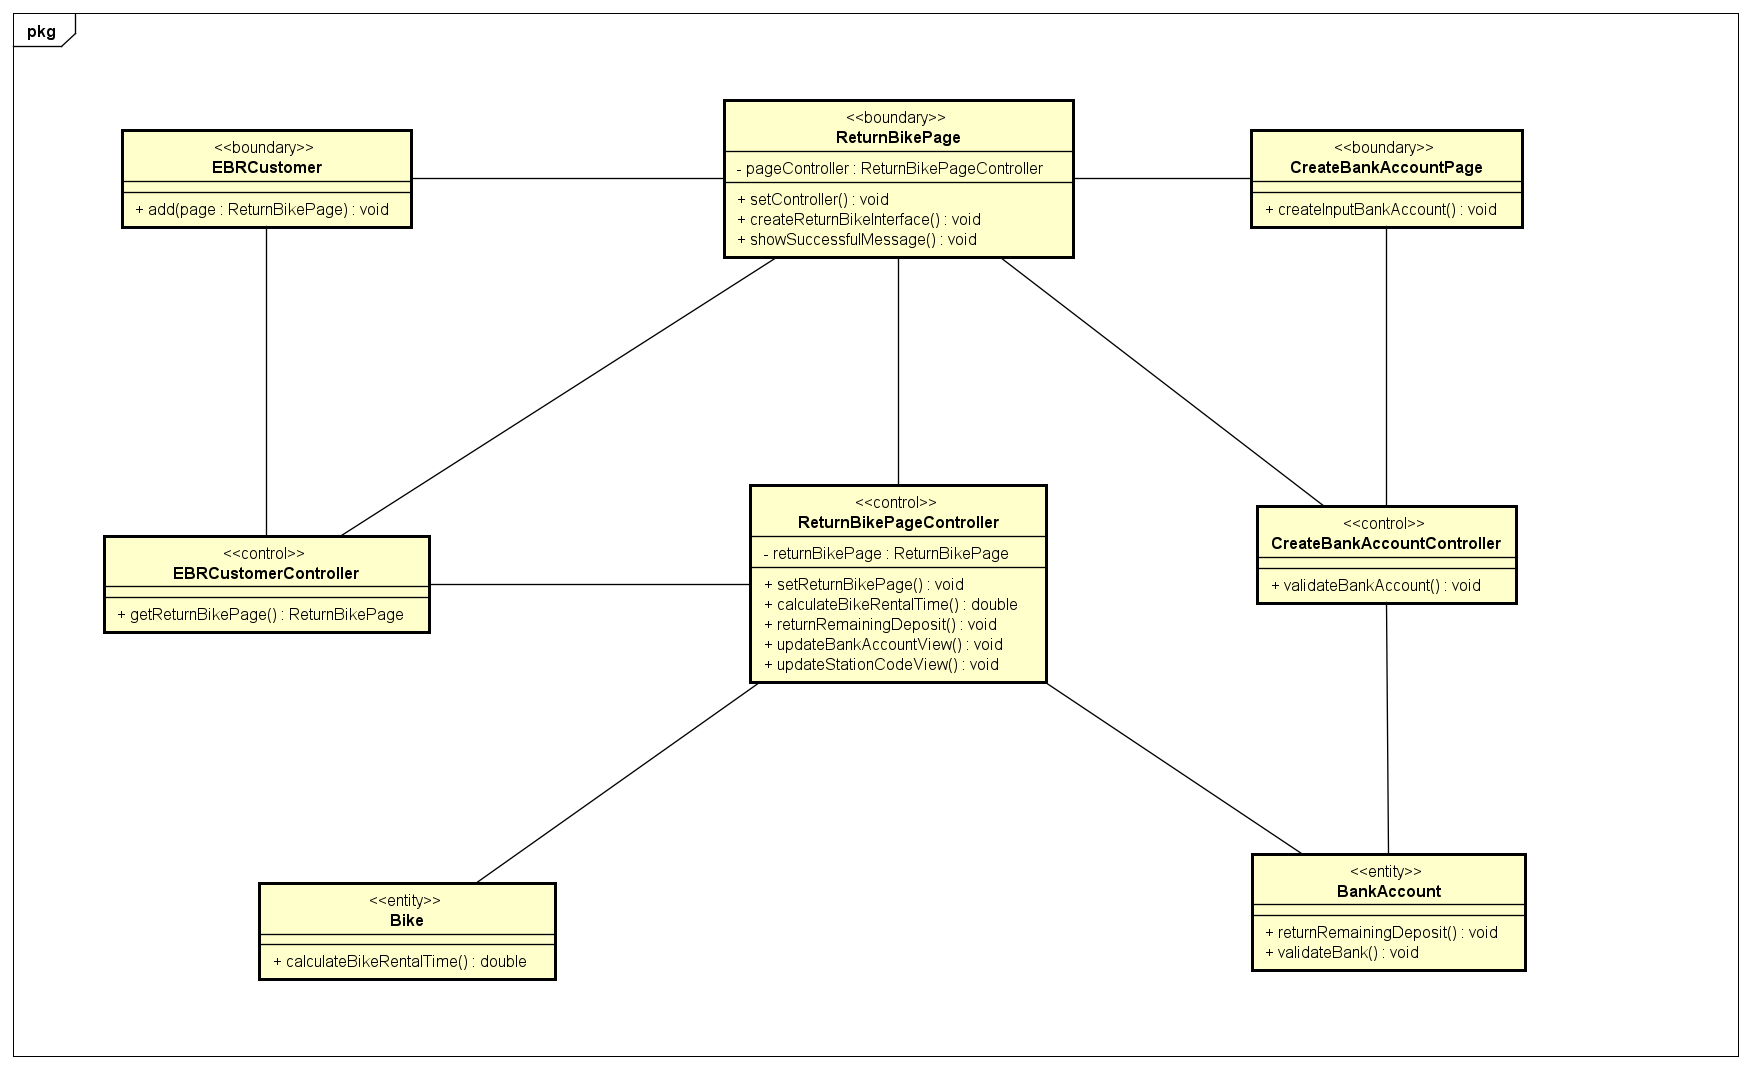 pkg
<<boundary>>
EBRCustomer
+ add(page : ReturnBikePage) : void
<<boundary>>
ReturnBikePage
- pageController : ReturnBikePageController
+ setController() : void
+ createReturnBikeInterface() : void
+ showSuccessfulMessage() : void
<<boundary>>
CreateBankAccountPage
+ createInputBankAccount() : void
<<control>>
EBRCustomerController
+ getReturnBikePage() : ReturnBikePage
<<control>>
ReturnBikePageController
- returnBikePage : ReturnBikePage
+ setReturnBikePage() : void
+ calculateBikeRentalTime() : double
+ returnRemainingDeposit() : void
+ updateBankAccountView() : void
+ updateStationCodeView() : void
<<control>>
CreateBankAccountController
+ validateBankAccount() : void
<<entity>>
Bike
+ calculateBikeRentalTime() : double
<<entity>>
BankAccount
+ returnRemainingDeposit() : void
+ validateBank() : void